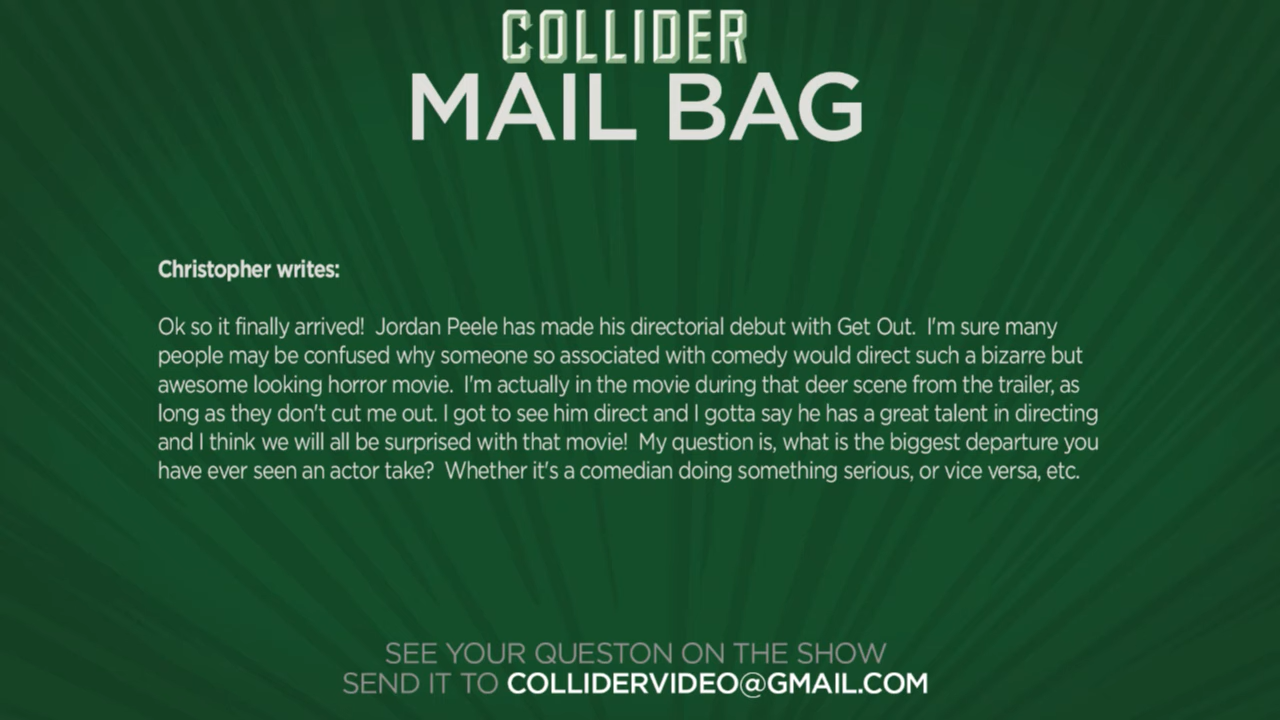 COLLIDER
MAIL BAG
Christopher writes:
Ok so it finally arrived!  Jordan Peele has made his directorial debut with Get Out.  I'm sure many
people may be confused why someone so associated with comedy would direct such a bizarre but
awesome looking horror movie.  I'm actually in the movie during that deer scene from the trailer, as
long as they don't cut me out. I got to see him direct and I gotta say he has a great talent in directing
and I think we will all be surprised with that movie!  My question is, what is the biggest departure you
have ever seen an actor take?  Whether it's a comedian doing something serious, or vice versa, etc.
SEE YOUR QUESTON ON THE SHOW
SEND IT TO COLLIDERVIDEO@GMAIL.COM